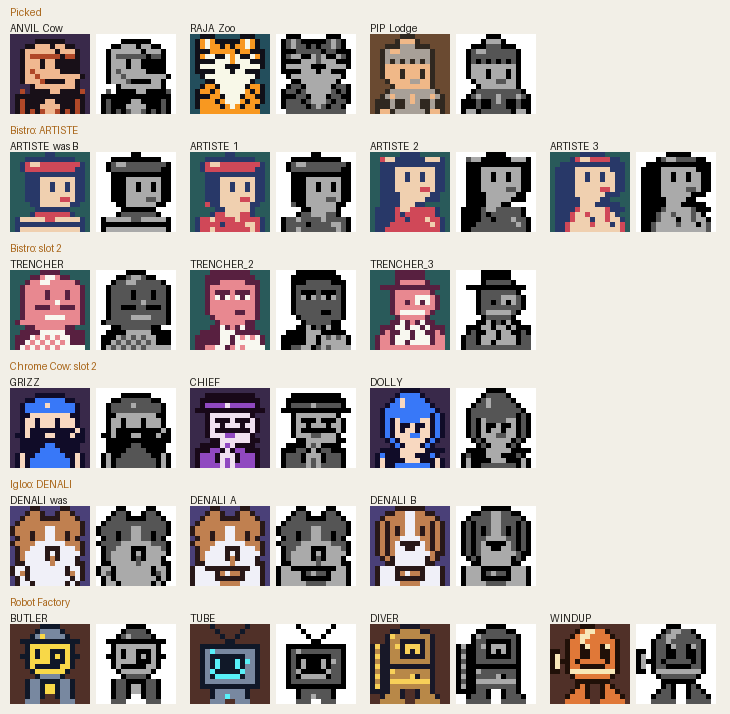 Picked
ANVIL Cow RAJA Zoo PIP Lodge
Bistro: ARTISTE
ARTISTE was B ARTISTE 1 ARTISTE 2 ARTISTE 3
Bistro: slot 2
TRENCHER TRENCHER_2 TRENCHER_3
Chrome Cow: slot 2
GRIZZ CHIEF DOLLY
Igloo: DENALI
DENALI was DENALI A DENALI B
Robot Factory
BUTLER TUBE DIVER WINDUP